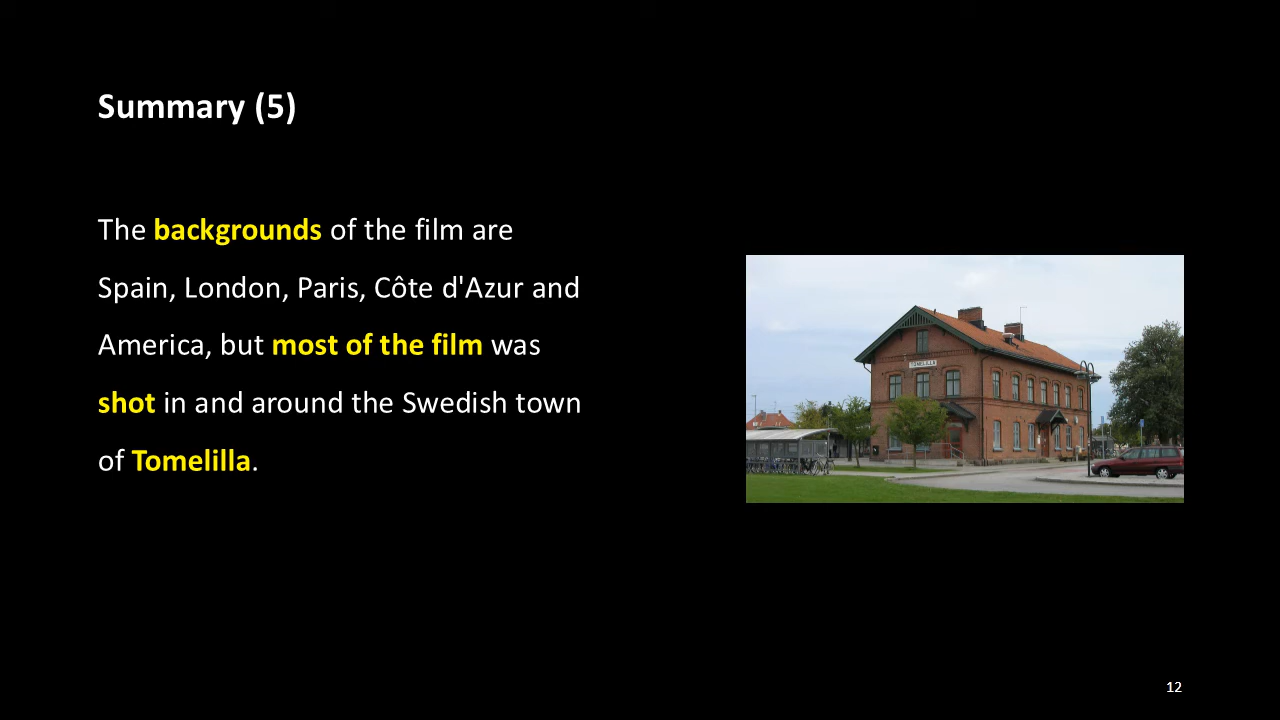 Summary (5)
The backgrounds of the film are
Spain, London, Paris, Côte d'Azur and
America, but most of the film was
shot in and around the Swedish town
of Tomelilla.
TOMELILLA
12